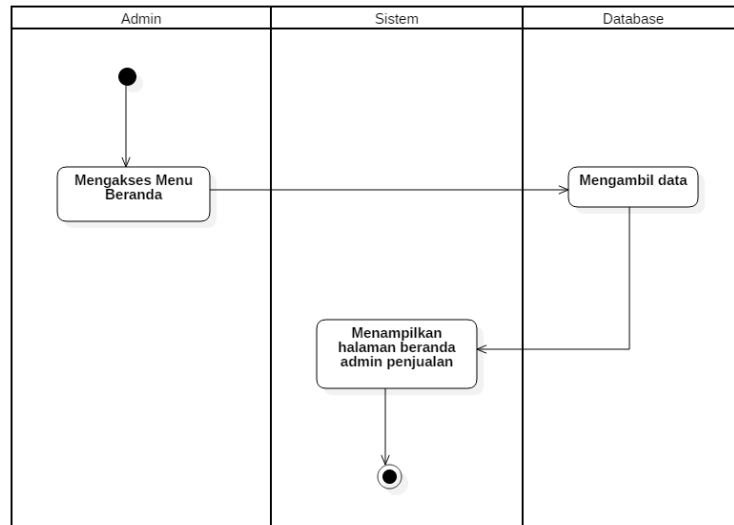 Admin
Sistem
Database
Mengakses Menu
Beranda
Mengambil data
Menampilkan
halaman beranda
admin penjualan